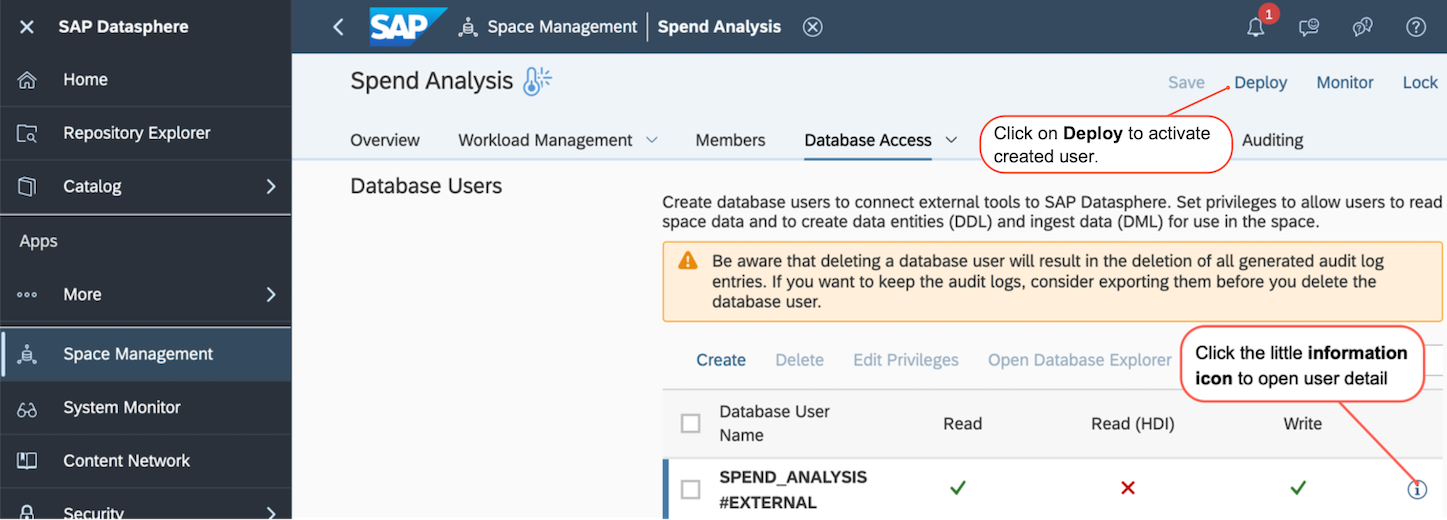 SAP Datasphere
Home
Repository Explorer
Catalog
Apps
More
Space Management
System Monitor
Content Network
Security
SAP
Space Management
Spend Analysis
1
Spend Analysis
Save
Deploy
Monitor
Lock
Overview
Workload Management
Members
Database Access
Auditing
Click on Deploy to activate
created user.
Database Users
Create database users to connect external tools to SAP Datasphere. Set privileges to allow users to read
space data and to create data entities (DDL) and ingest data (DML) for use in the space.
Be aware that deleting a database user will result in the deletion of all generated audit log
entries. If you want to keep the audit logs, consider exporting them before you delete the
database user.
Create
Delete
Edit Privileges
Open Database Explorer
Click the little information
icon to open user detail
Database User
Name
Read
Read (HDI)
Write
SPEND_ANALYSIS
#EXTERNAL